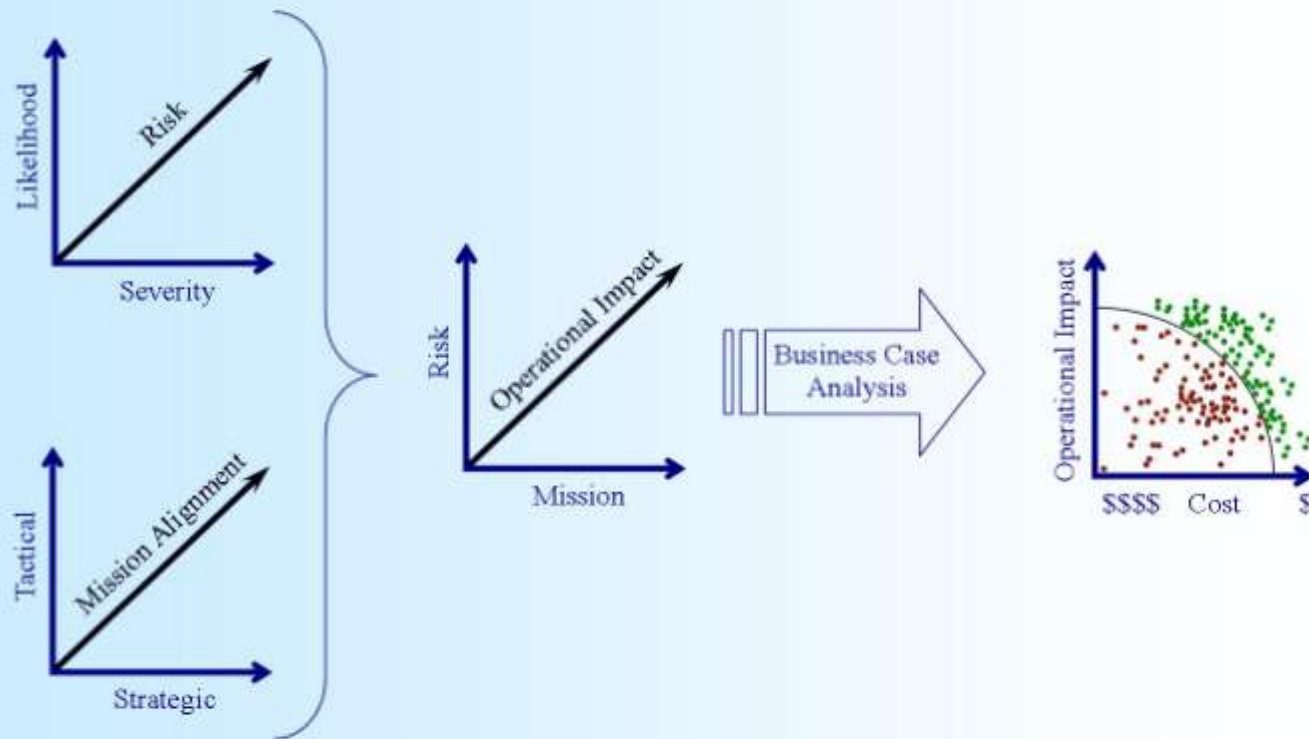 Likelihood
Risk
Severity
Tactical
Mission Alignment
Strategic
Risk
Operational Impact
Mission
Business Case
Analysis
Operational Impact
$$$$ Cost $